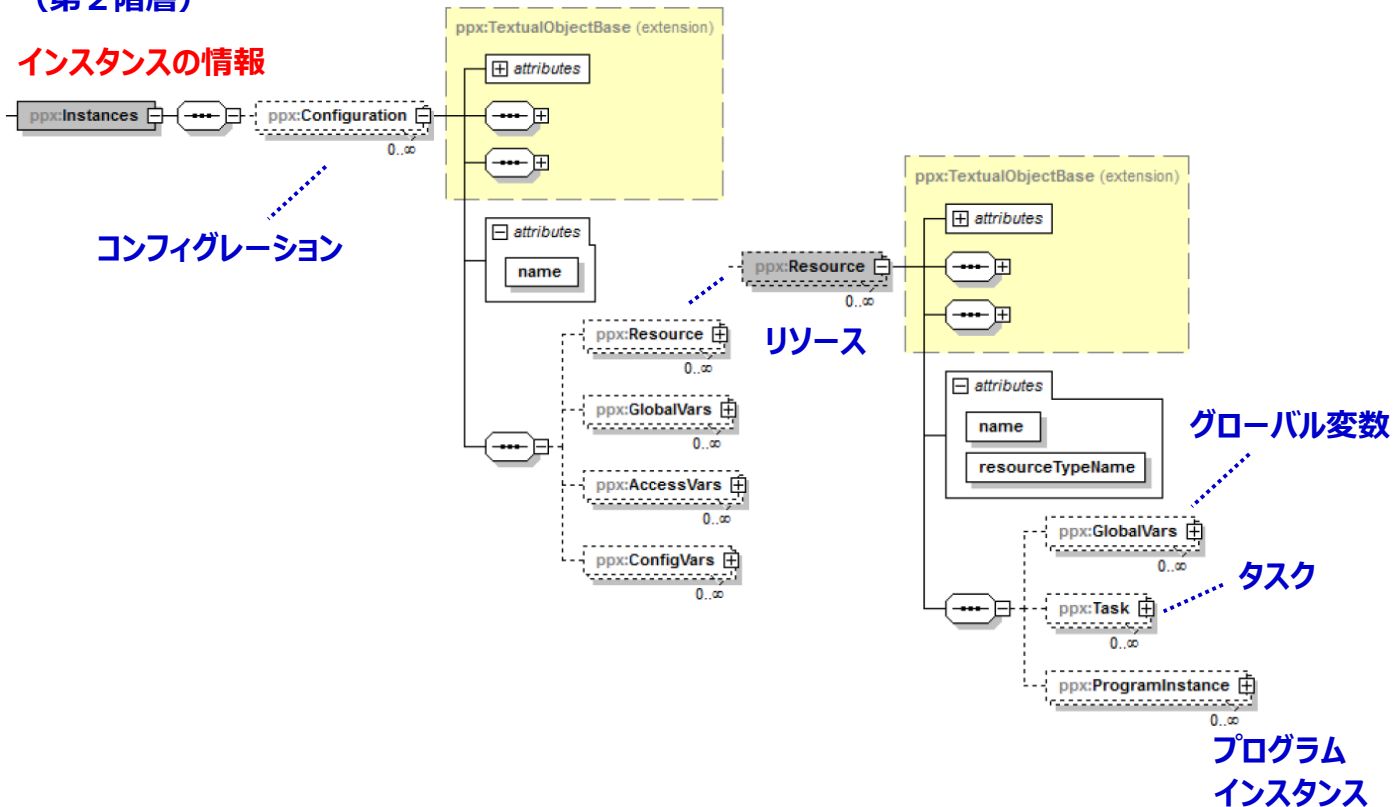 （第２階層）
インスタンスの情報
ppx:Instances
ppx:Configuration
0..∞
コンフィグレーション
ppx:TextualObjectBase (extension)
attributes
attributes
name
ppx:Resource
0..∞
ppx:GlobalVars
0..∞
ppx:AccessVars
0..∞
ppx:ConfigVars
0..∞
ppx:Resource
0..∞
リソース
ppx:TextualObjectBase (extension)
attributes
attributes
name
resourceTypeName
グローバル変数
ppx:GlobalVars
0..∞
タスク
ppx:Task
0..∞
ppx:ProgramInstance
0..∞
プログラム
インスタンス